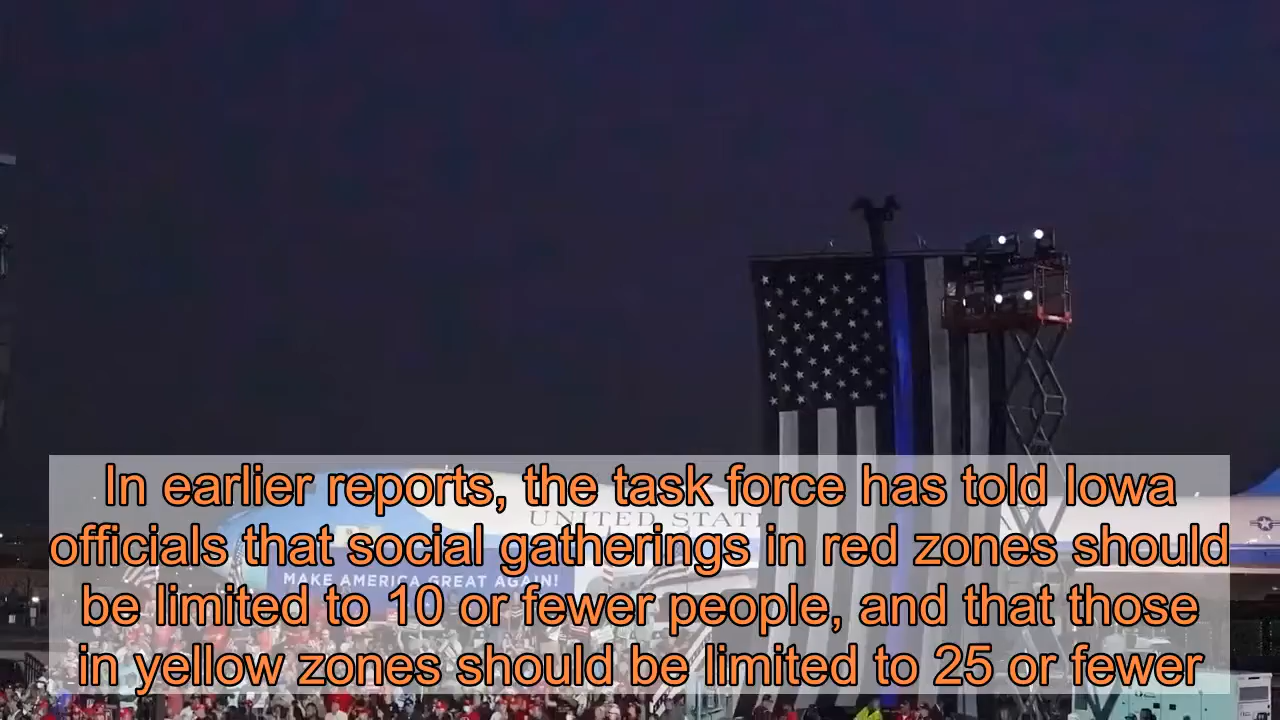 In earlier reports, the task force has told Iowa
officials that social gatherings in red zones should
be limited to 10 or fewer people, and that those
in yellow zones should be limited to 25 or fewer
UNITED STAT
MAKE AMERICA GREAT AGAIN!